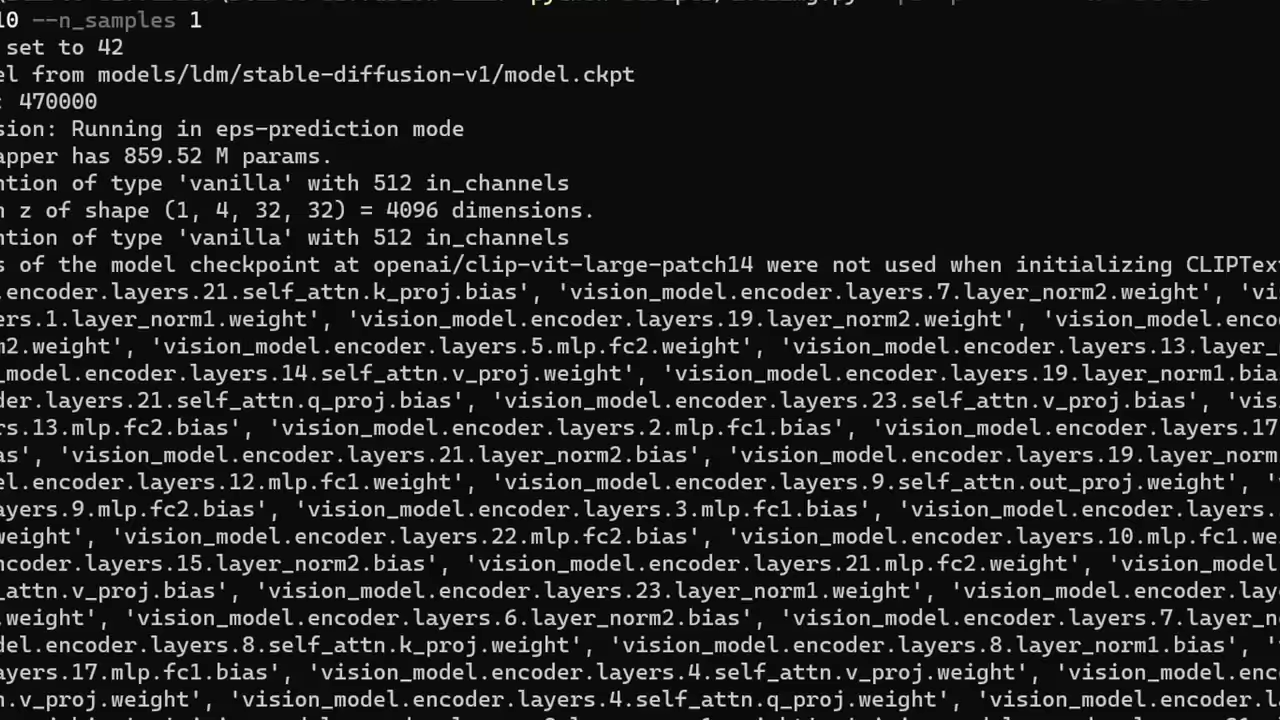 10 --n_samples 1
set to 42
el from models/ldm/stable-diffusion-v1/model.ckpt
: 470000
sion: Running in eps-prediction mode
apper has 859.52 M params.
ntion of type 'vanilla' with 512 in_channels
n z of shape (1, 4, 32, 32) = 4096 dimensions.
ntion of type 'vanilla' with 512 in_channels
s of the model checkpoint at openai/clip-vit-large-patch14 were not used when initializing CLIPText
.encoder.layers.21.self_attn.k_proj.bias', 'vision_model.encoder.layers.7.layer_norm2.weight', 'vi
ers.1.layer_norm1.weight', 'vision_model.encoder.layers.19.layer_norm2.weight', 'vision_model.enco
m2.weight', 'vision_model.encoder.layers.5.mlp.fc2.weight', 'vision_model.encoder.layers.13.layer_
_model.encoder.layers.14.self_attn.v_proj.weight', 'vision_model.encoder.layers.19.layer_norm1.bia
der.layers.21.self_attn.q_proj.bias', 'vision_model.encoder.layers.23.self_attn.v_proj.bias', 'vis
rs.13.mlp.fc2.bias', 'vision_model.encoder.layers.2.mlp.fc1.bias', 'vision_model.encoder.layers.17
as', 'vision_model.encoder.layers.21.layer_norm2.bias', 'vision_model.encoder.layers.19.layer_norm
el.encoder.layers.12.mlp.fc1.weight', 'vision_model.encoder.layers.9.self_attn.out_proj.weight', 'v
ayers.9.mlp.fc2.bias', 'vision_model.encoder.layers.3.mlp.fc1.bias', 'vision_model.encoder.layers.
weight', 'vision_model.encoder.layers.22.mlp.fc2.bias', 'vision_model.encoder.layers.10.mlp.fc1.we
ncoder.layers.15.layer_norm2.bias', 'vision_model.encoder.layers.21.mlp.fc2.weight', 'vision_model
_attn.v_proj.bias', 'vision_model.encoder.layers.23.layer_norm1.weight', 'vision_model.encoder.lay
.weight', 'vision_model.encoder.layers.6.layer_norm2.bias', 'vision_model.encoder.layers.7.layer_n
del.encoder.layers.8.self_attn.k_proj.weight', 'vision_model.encoder.layers.8.layer_norm1.bias', '
ayers.17.mlp.fc1.bias', 'vision_model.encoder.layers.4.self_attn.v_proj.weight', 'vision_model.enc
n.v_proj.weight', 'vision_model.encoder.layers.4.self_attn.q_proj.weight', 'vision_model.encoder.l